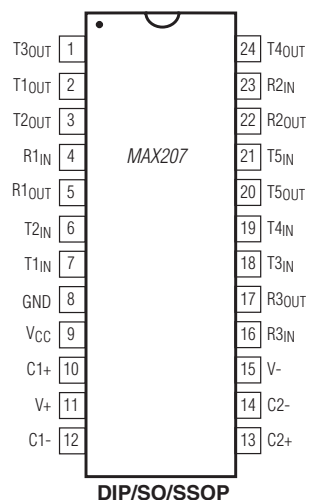 T3OUT 1 24 T4OUT
T1OUT 2 23 R2IN
T2OUT 3 22 R2OUT
R1IN 4 MAX207 21 T5IN
R1OUT 5 20 T5OUT
T2IN 6 19 T4IN
T1IN 7 18 T3IN
GND 8 17 R3OUT
VCC 9 16 R3IN
C1+ 10 15 V-
V+ 11 14 C2-
C1- 12 13 C2+
DIP/SO/SSOP